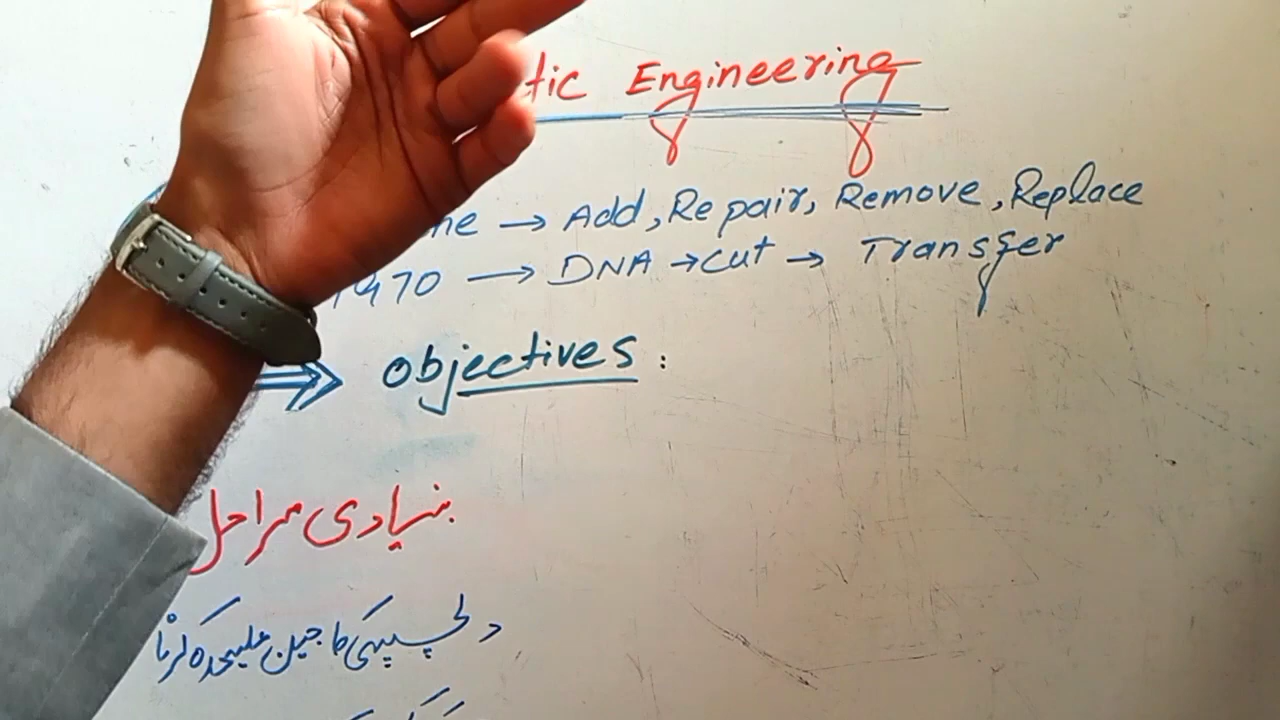 tic Engineering
ne → Add, Repair, Remove, Replace
1970 → DNA → cut → Transfer
⇒ Objectives :
بنیادی مراحل
دلچسپی کا جین علیحدہ کرنا